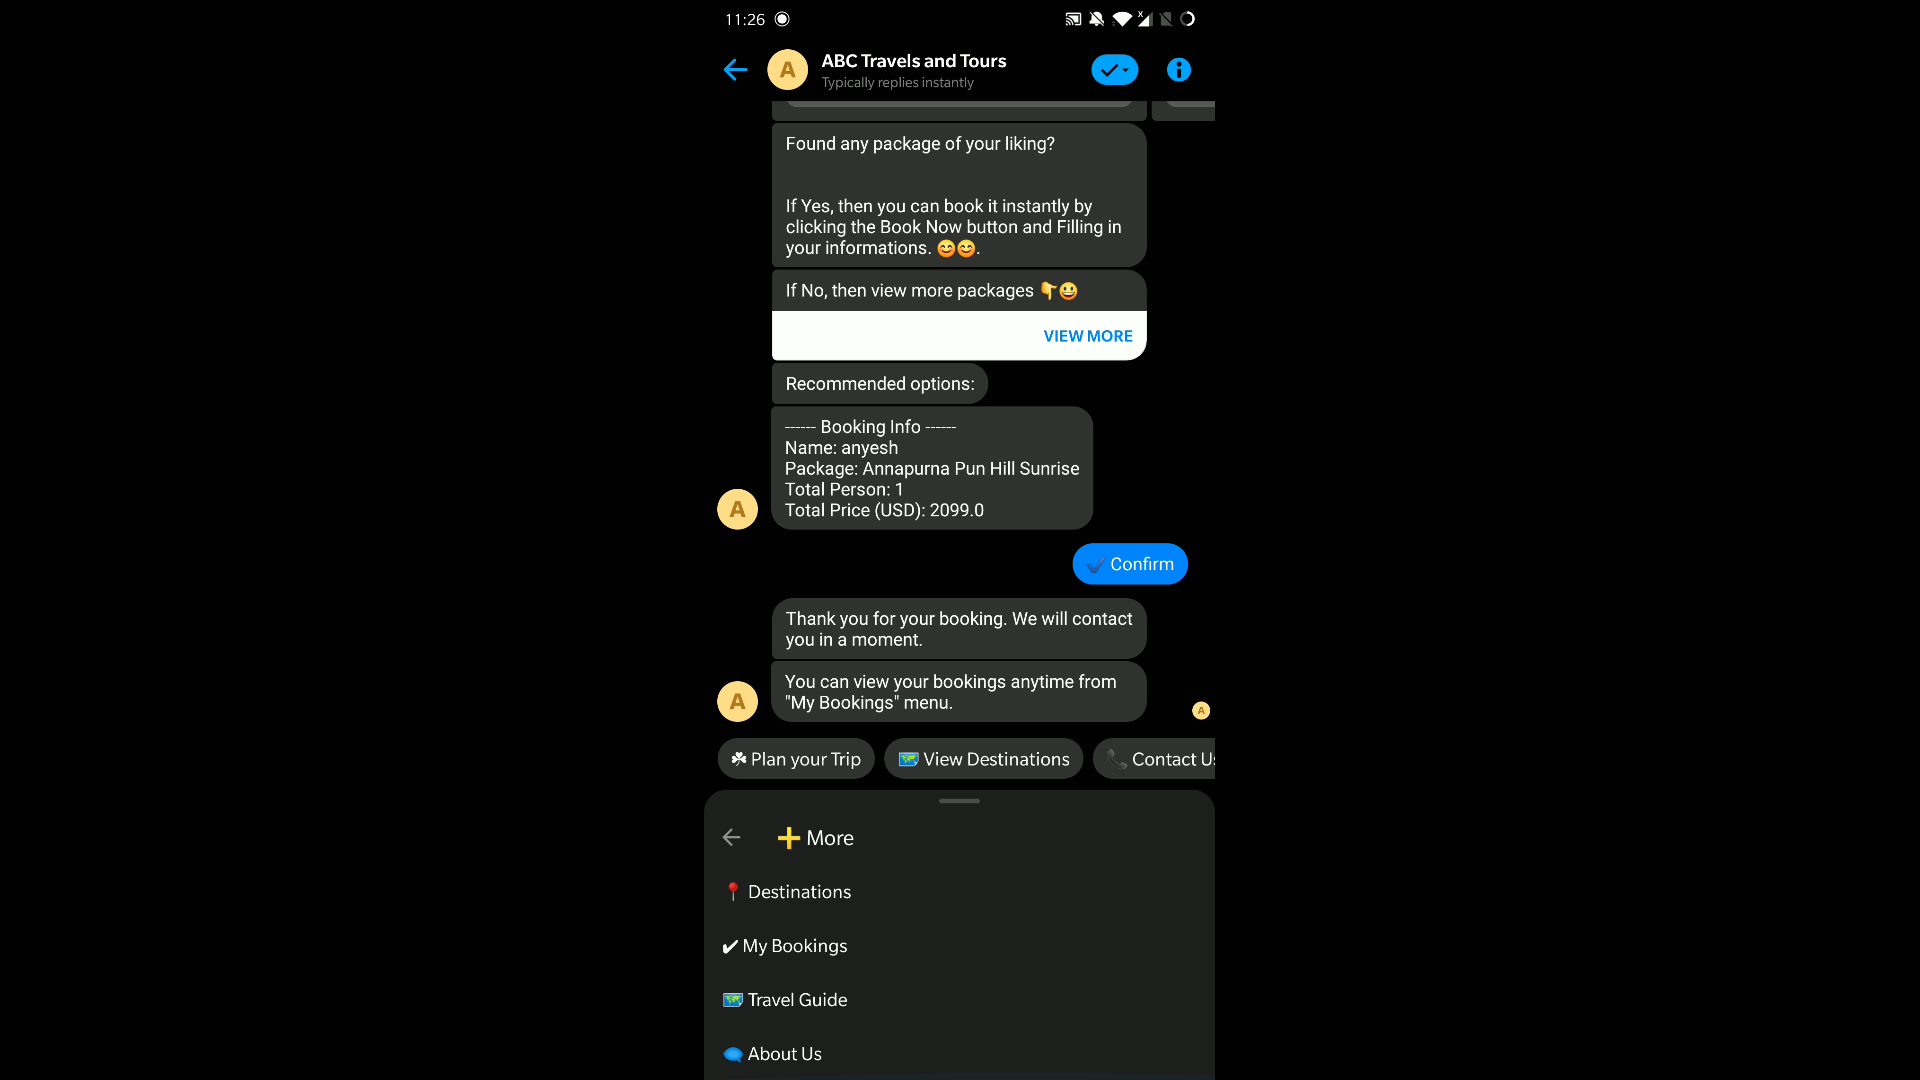 11:26
A
ABC Travels and Tours
Typically replies instantly
Found any package of your liking?
If Yes, then you can book it instantly by
clicking the Book Now button and Filling in
your informations. 😊😊.
If No, then view more packages 👇😃
VIEW MORE
Recommended options:
------ Booking Info ------
Name: anyesh
Package: Annapurna Pun Hill Sunrise
Total Person: 1
Total Price (USD): 2099.0
A
✔ Confirm
Thank you for your booking. We will contact
you in a moment.
You can view your bookings anytime from
"My Bookings" menu.
A
A
☘ Plan your Trip
🗺 View Destinations
📞 Contact Us
➕ More
📍 Destinations
✔ My Bookings
🗺 Travel Guide
🗨 About Us